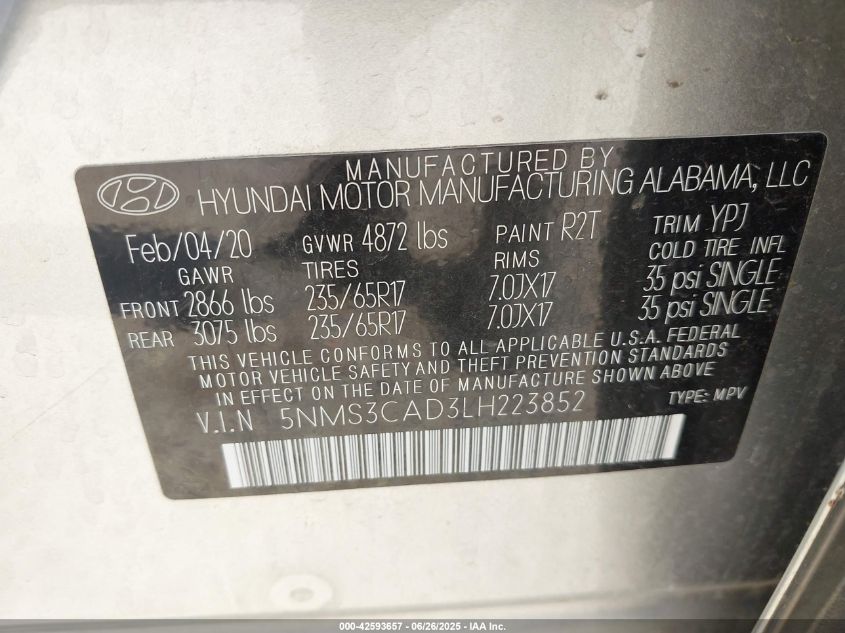 MANUFACTURED BY
HYUNDAI MOTOR MANUFACTURING ALABAMA, LLC
Feb/04/20 GVWR 4872 lbs PAINT R2T TRIM YPJ
GAWR TIRES RIMS COLD TIRE INFL
FRONT 2866 lbs 235/65R17 7.0JX17 35 psi SINGLE
REAR 3075 lbs 235/65R17 7.0JX17 35 psi SINGLE
THIS VEHICLE CONFORMS TO ALL APPLICABLE U.S.A. FEDERAL
MOTOR VEHICLE SAFETY AND THEFT PREVENTION STANDARDS
IN EFFECT ON THE DATE OF MANUFACTURE SHOWN ABOVE
V.I.N 5NMS3CAD3LH223852 TYPE: MPV
000-42593657 - 06/26/2025 - IAA Inc.